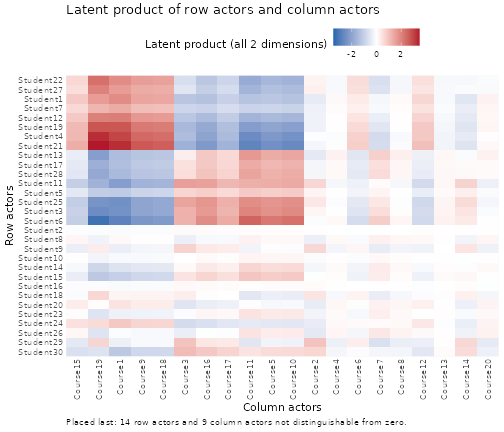 Latent product of row actors and column actors
Latent product (all 2 dimensions)
-2 0 2
Row actors
Student22
Student27
Student1
Student7
Student12
Student19
Student4
Student21
Student13
Student17
Student28
Student11
Student5
Student25
Student3
Student6
Student2
Student8
Student9
Student10
Student14
Student15
Student16
Student18
Student20
Student23
Student24
Student26
Student29
Student30
Course15
Course19
Course1
Course9
Course18
Course3
Course16
Course17
Course11
Course5
Course10
Course2
Course4
Course6
Course7
Course8
Course12
Course13
Course14
Course20
Column actors
Placed last: 14 row actors and 9 column actors not distinguishable from zero.